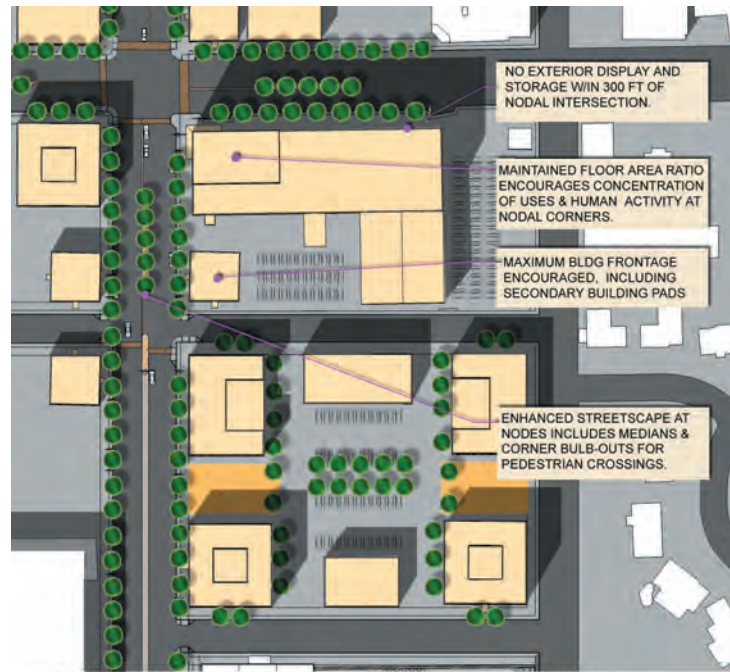 NO EXTERIOR DISPLAY AND
STORAGE W/IN 300 FT OF
NODAL INTERSECTION.
MAINTAINED FLOOR AREA RATIO
ENCOURAGES CONCENTRATION
OF USES & HUMAN ACTIVITY AT
NODAL CORNERS.
MAXIMUM BLDG FRONTAGE
ENCOURAGED, INCLUDING
SECONDARY BUILDING PADS
ENHANCED STREETSCAPE AT
NODES INCLUDES MEDIANS &
CORNER BULB-OUTS FOR
PEDESTRIAN CROSSINGS.